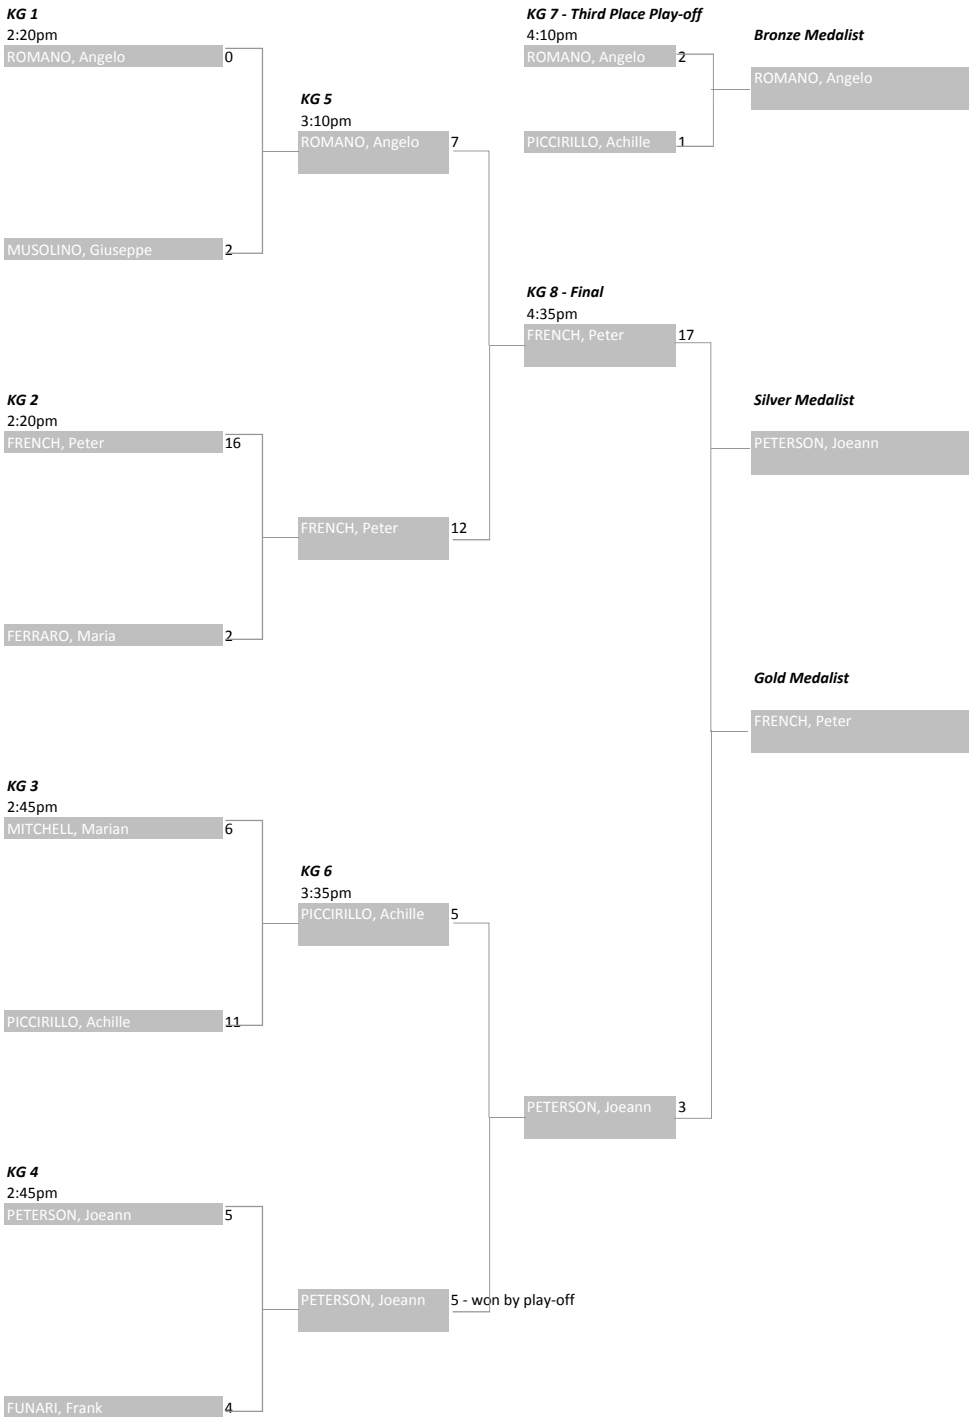 KG 1
2:20pm
ROMANO, Angelo 0
MUSOLINO, Giuseppe 2
KG 2
2:20pm
FRENCH, Peter 16
FERRARO, Maria 2
KG 3
2:45pm
MITCHELL, Marian 6
PICCIRILLO, Achille 11
KG 4
2:45pm
PETERSON, Joeann 5
FUNARI, Frank 4
KG 5
3:10pm
ROMANO, Angelo 7
FRENCH, Peter 12
KG 6
3:35pm
PICCIRILLO, Achille 5
PETERSON, Joeann 5 - won by play-off
KG 7 - Third Place Play-off
4:10pm
ROMANO, Angelo 2
PICCIRILLO, Achille 1
KG 8 - Final
4:35pm
FRENCH, Peter 17
PETERSON, Joeann 3
Bronze Medalist
ROMANO, Angelo
Silver Medalist
PETERSON, Joeann
Gold Medalist
FRENCH, Peter